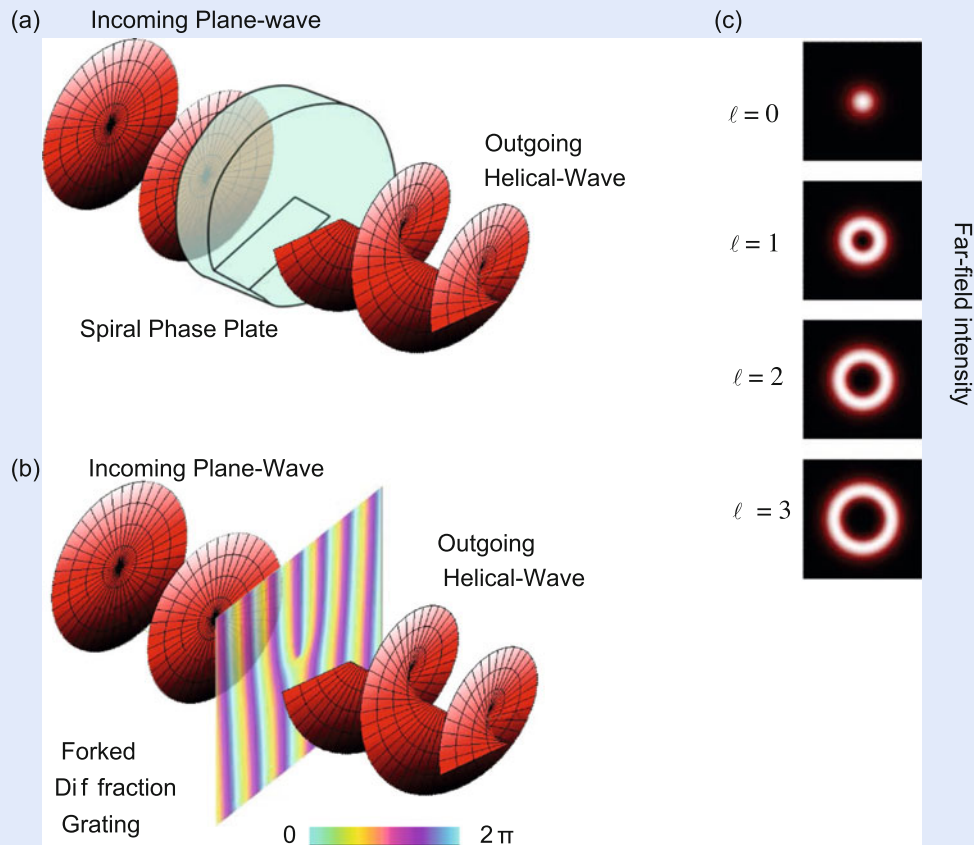 (a)
Incoming Plane-wave
Outgoing
Helical-Wave
Spiral Phase Plate
(b)
Incoming Plane-Wave
Outgoing
Helical-Wave
Forked
Dif fraction
Grating
0
2π
(c)
ℓ = 0
ℓ = 1
ℓ = 2
ℓ = 3
Far-field intensity